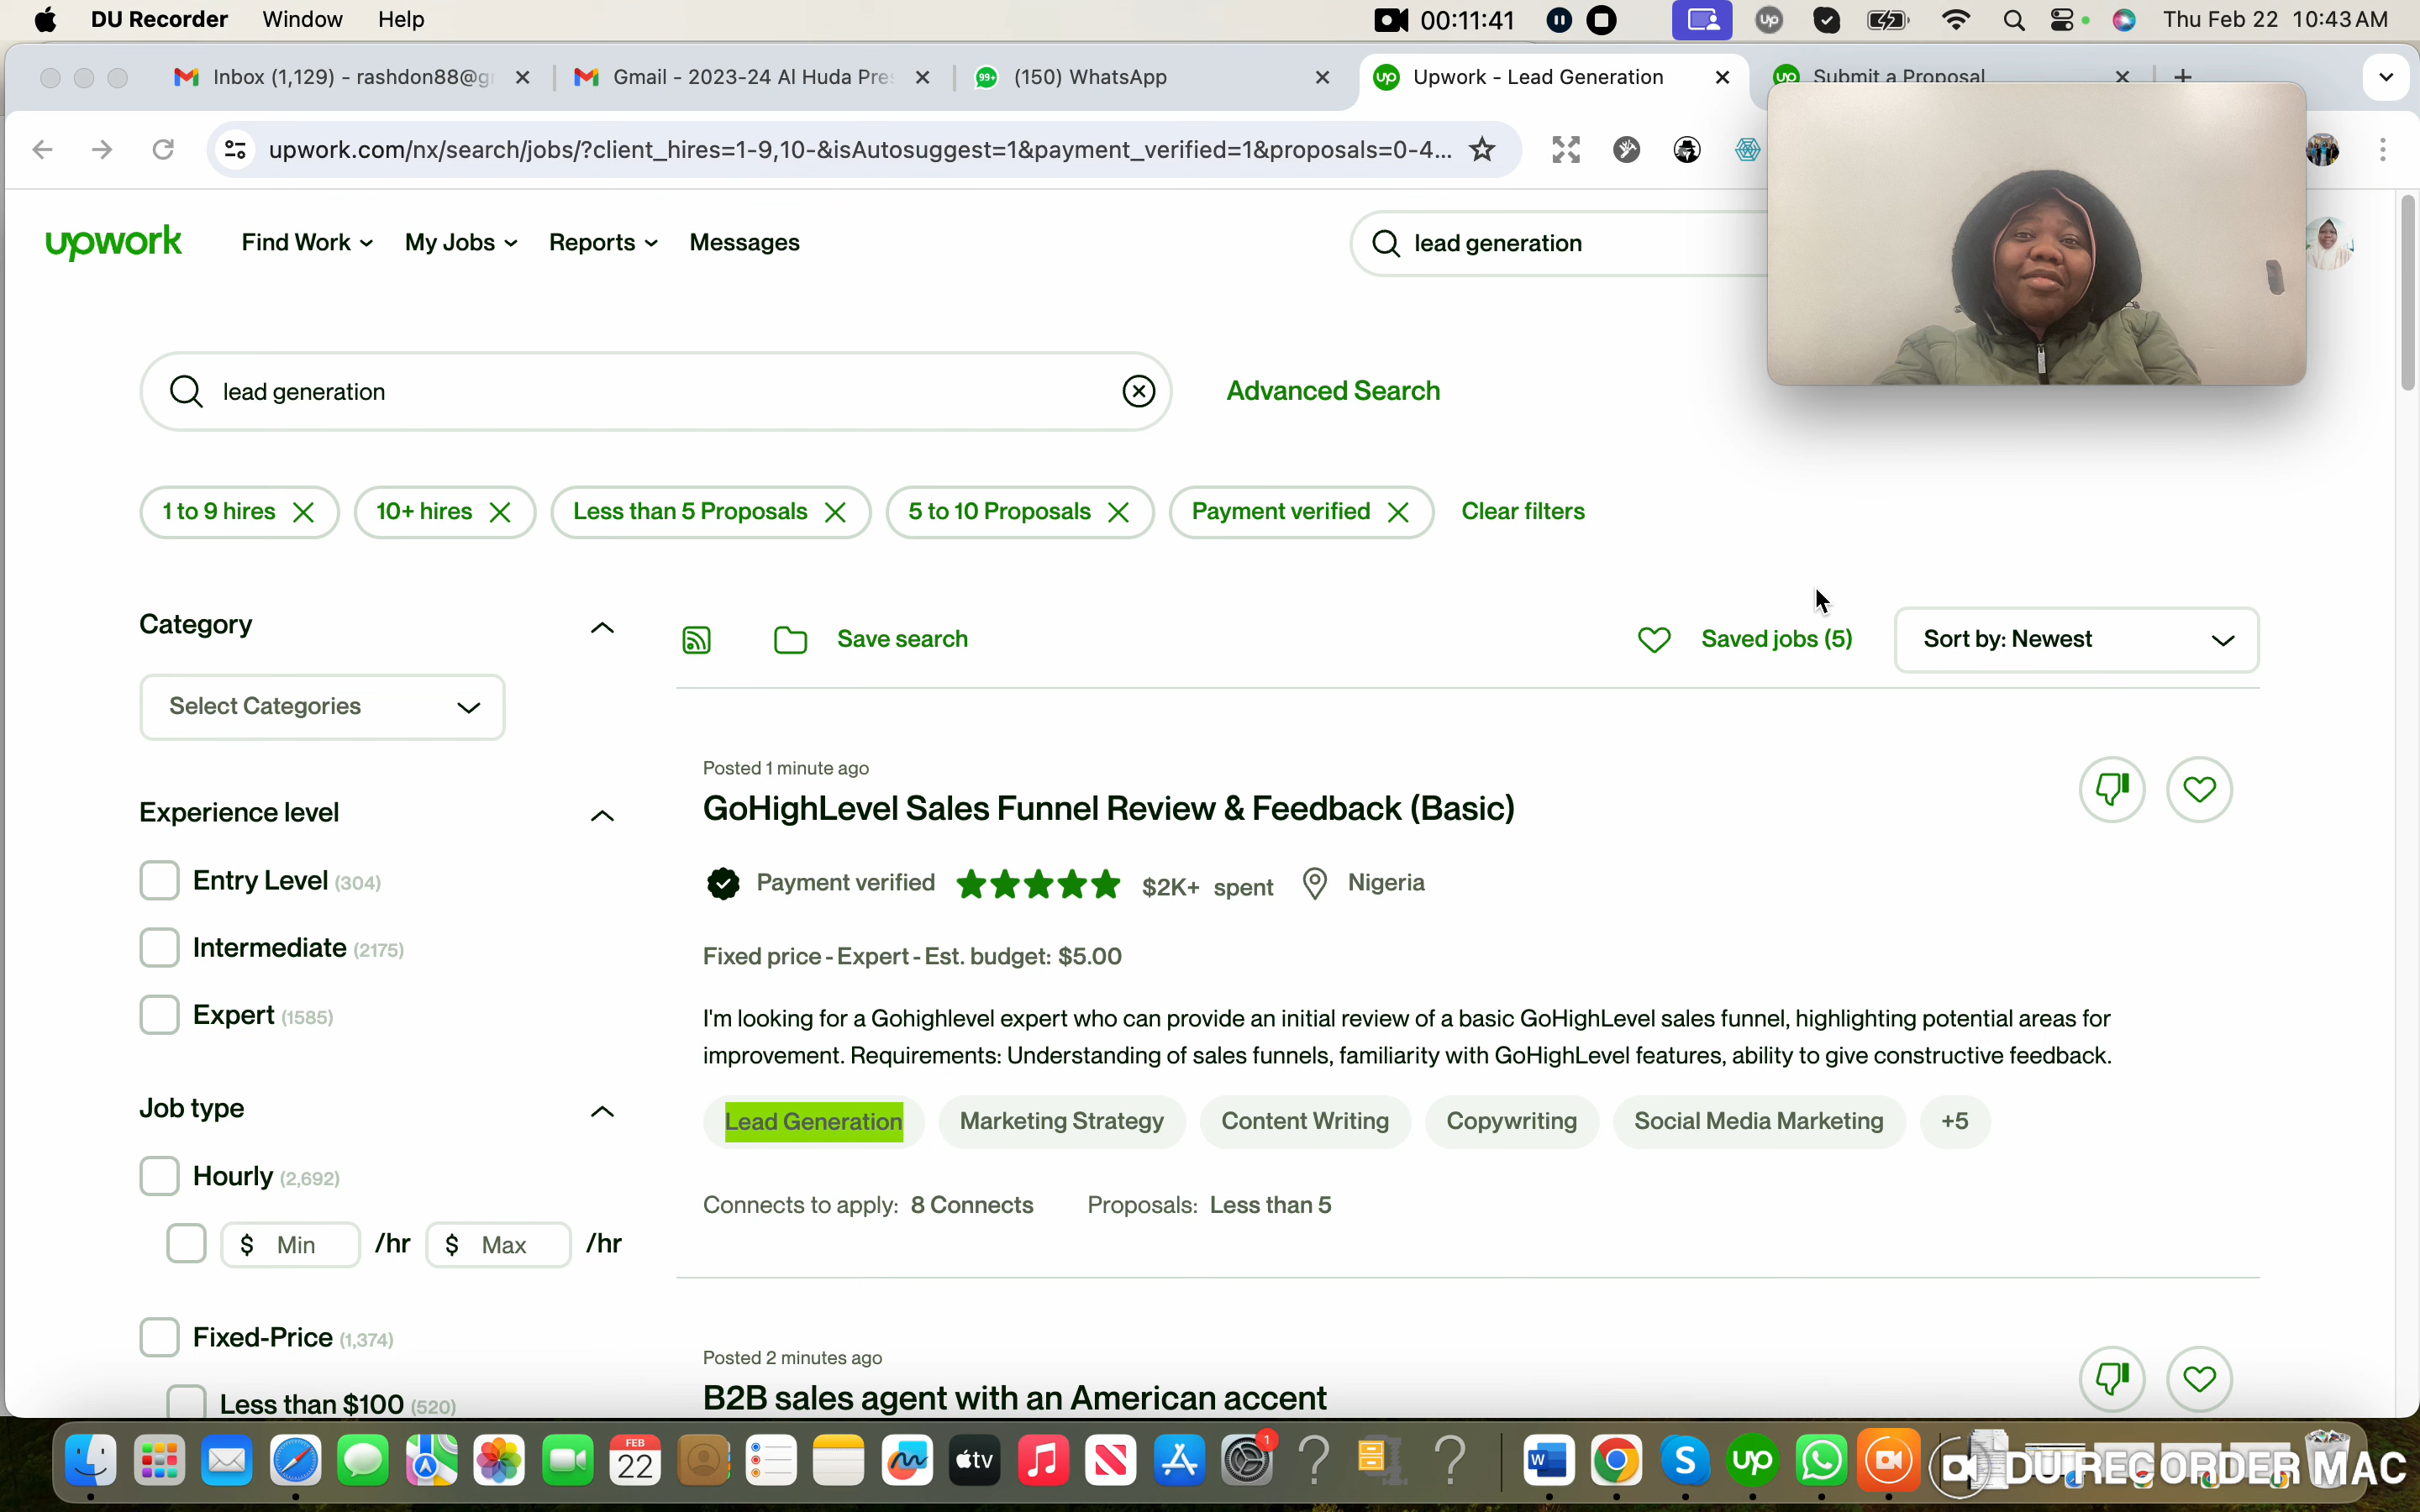 DU Recorder Window Help 00:11:41 up Thu Feb 22 10:43 AM
Inbox (1,129) - rashdon88@g Gmail - 2023-24 Al Huda Pre 99+ (150) WhatsApp up Upwork - Lead Generation up Submit a Proposal
upwork.com/nx/search/jobs/?client_hires=1-9,10-&isAutosuggest=1&payment_verified=1&proposals=0-4...
upwork Find Work My Jobs Reports Messages lead generation
lead generation Advanced Search
1 to 9 hires 10+ hires Less than 5 Proposals 5 to 10 Proposals Payment verified Clear filters
Category
Save search Saved jobs (5) Sort by: Newest
Select Categories
Posted 1 minute ago
GoHighLevel Sales Funnel Review & Feedback (Basic)
Payment verified $2K+ spent Nigeria
Fixed price - Expert - Est. budget: $5.00
I'm looking for a Gohighlevel expert who can provide an initial review of a basic GoHighLevel sales funnel, highlighting potential areas for
improvement. Requirements: Understanding of sales funnels, familiarity with GoHighLevel features, ability to give constructive feedback.
Lead Generation Marketing Strategy Content Writing Copywriting Social Media Marketing +5
Connects to apply: 8 Connects Proposals: Less than 5
Experience level
Entry Level (304)
Intermediate (2175)
Expert (1585)
Job type
Hourly (2,692)
$ Min /hr $ Max /hr
Fixed-Price (1,374)
Less than $100 (520)
Posted 2 minutes ago
B2B sales agent with an American accent
FEB
22
tv
1
W
S
up
DU RECORDER MAC